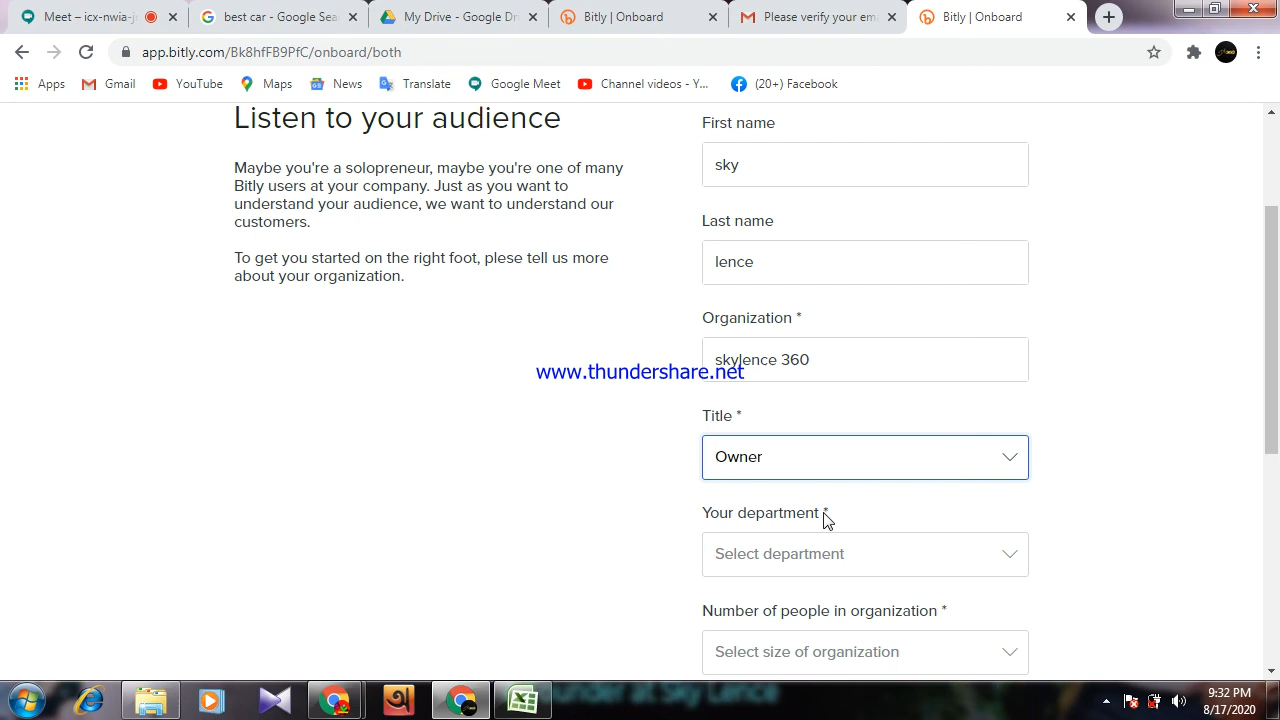 Meet – icx-nwia-j
best car - Google Sea
My Drive - Google Dr
Bitly | Onboard
Please verify your em
Bitly | Onboard
app.bitly.com/Bk8hfFB9PfC/onboard/both
Apps
Gmail
YouTube
Maps
News
Translate
Google Meet
Channel videos - Y...
(20+) Facebook
Listen to your audience
Maybe you're a solopreneur, maybe you're one of many
Bitly users at your company. Just as you want to
understand your audience, we want to understand our
customers.
To get you started on the right foot, plese tell us more
about your organization.
First name
sky
Last name
lence
Organization *
skylence 360
www.thundershare.net
Title *
Owner
Your department *
Select department
Number of people in organization *
Select size of organization
9:32 PM
8/17/2020